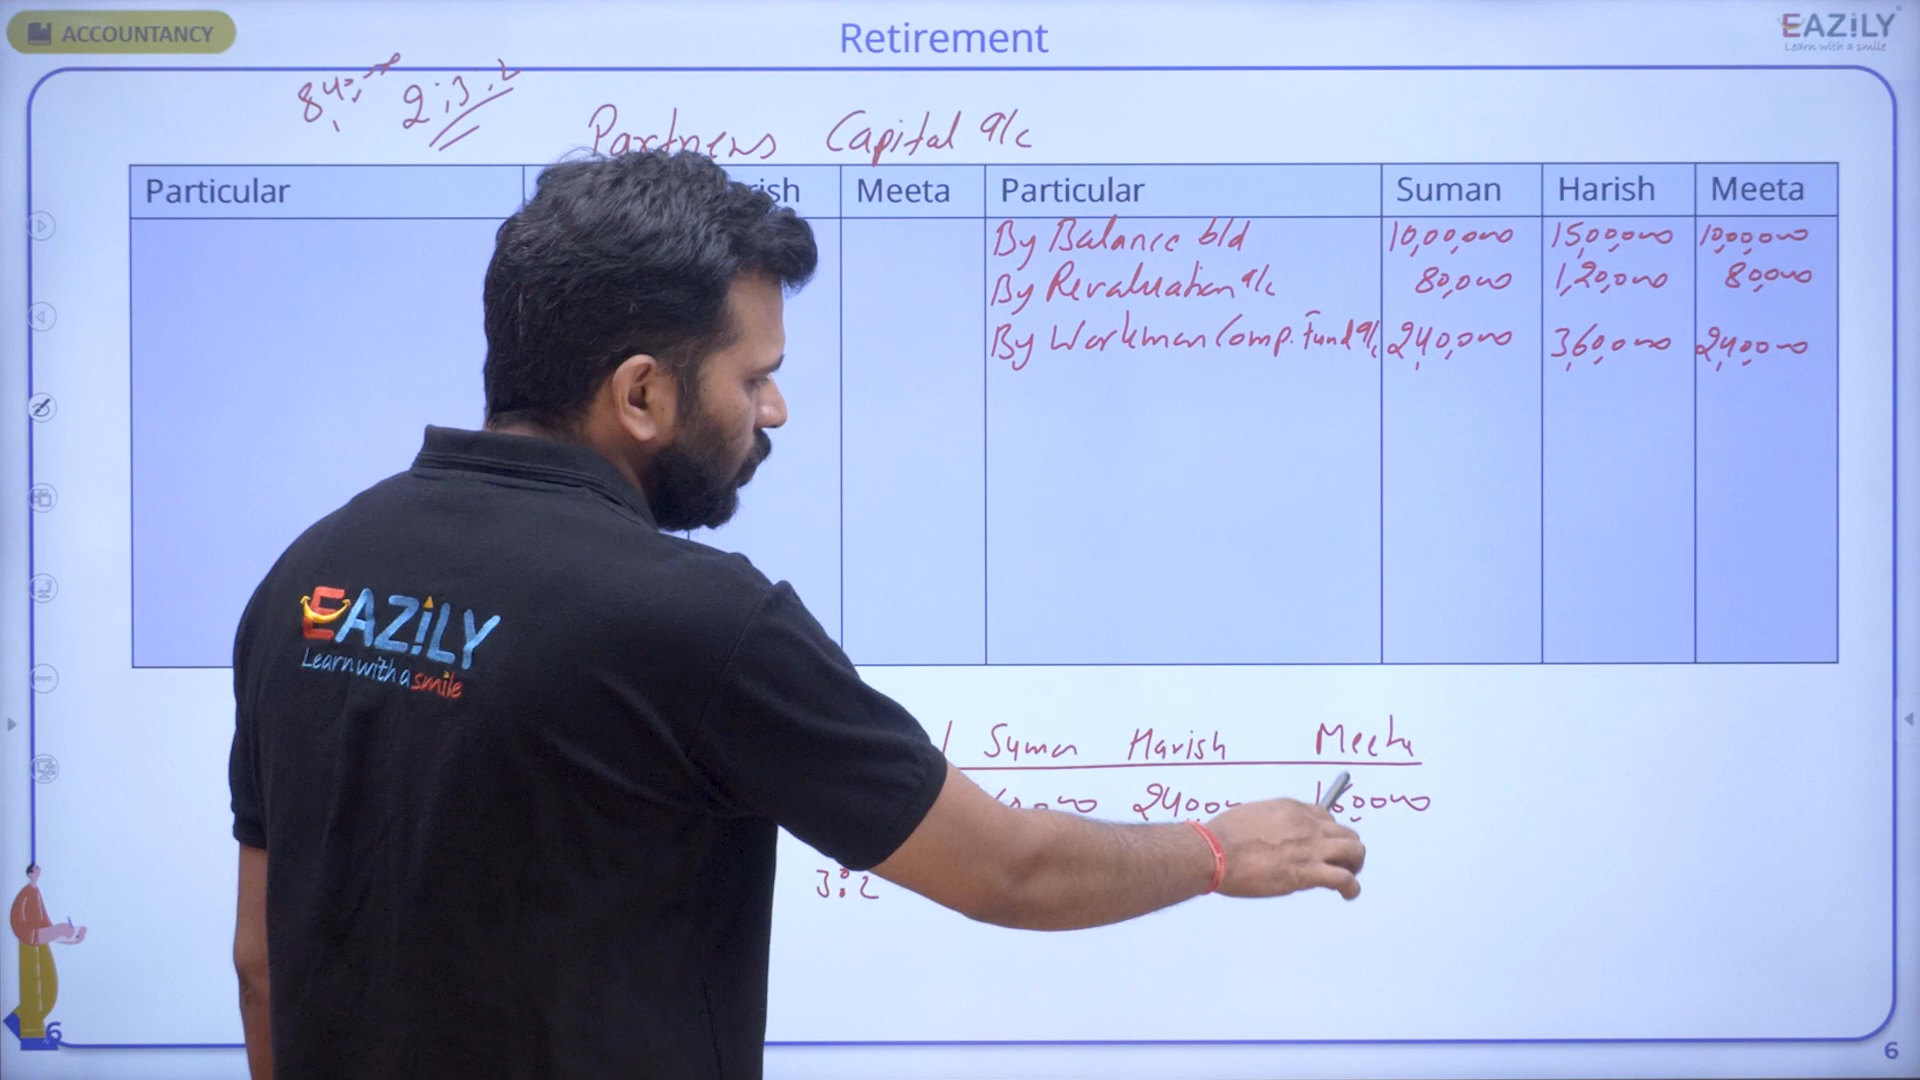 ACCOUNTANCY
Retirement
EAZiLY
Learn with a smile
2:3:2
Partners Capital a/c
Particular Meeta Particular Suman Harish Meeta
By Balance b/d 10,00,000 15,00,000 10,00,000
By Revaluation a/c 80,000 1,20,000 80,000
By Workman Comp. Fund a/c 2,40,000 3,60,000 2,40,000
EAZiLY
Learn with a smile
Suman Harish Meeta
1,60,000
3:2
6
6